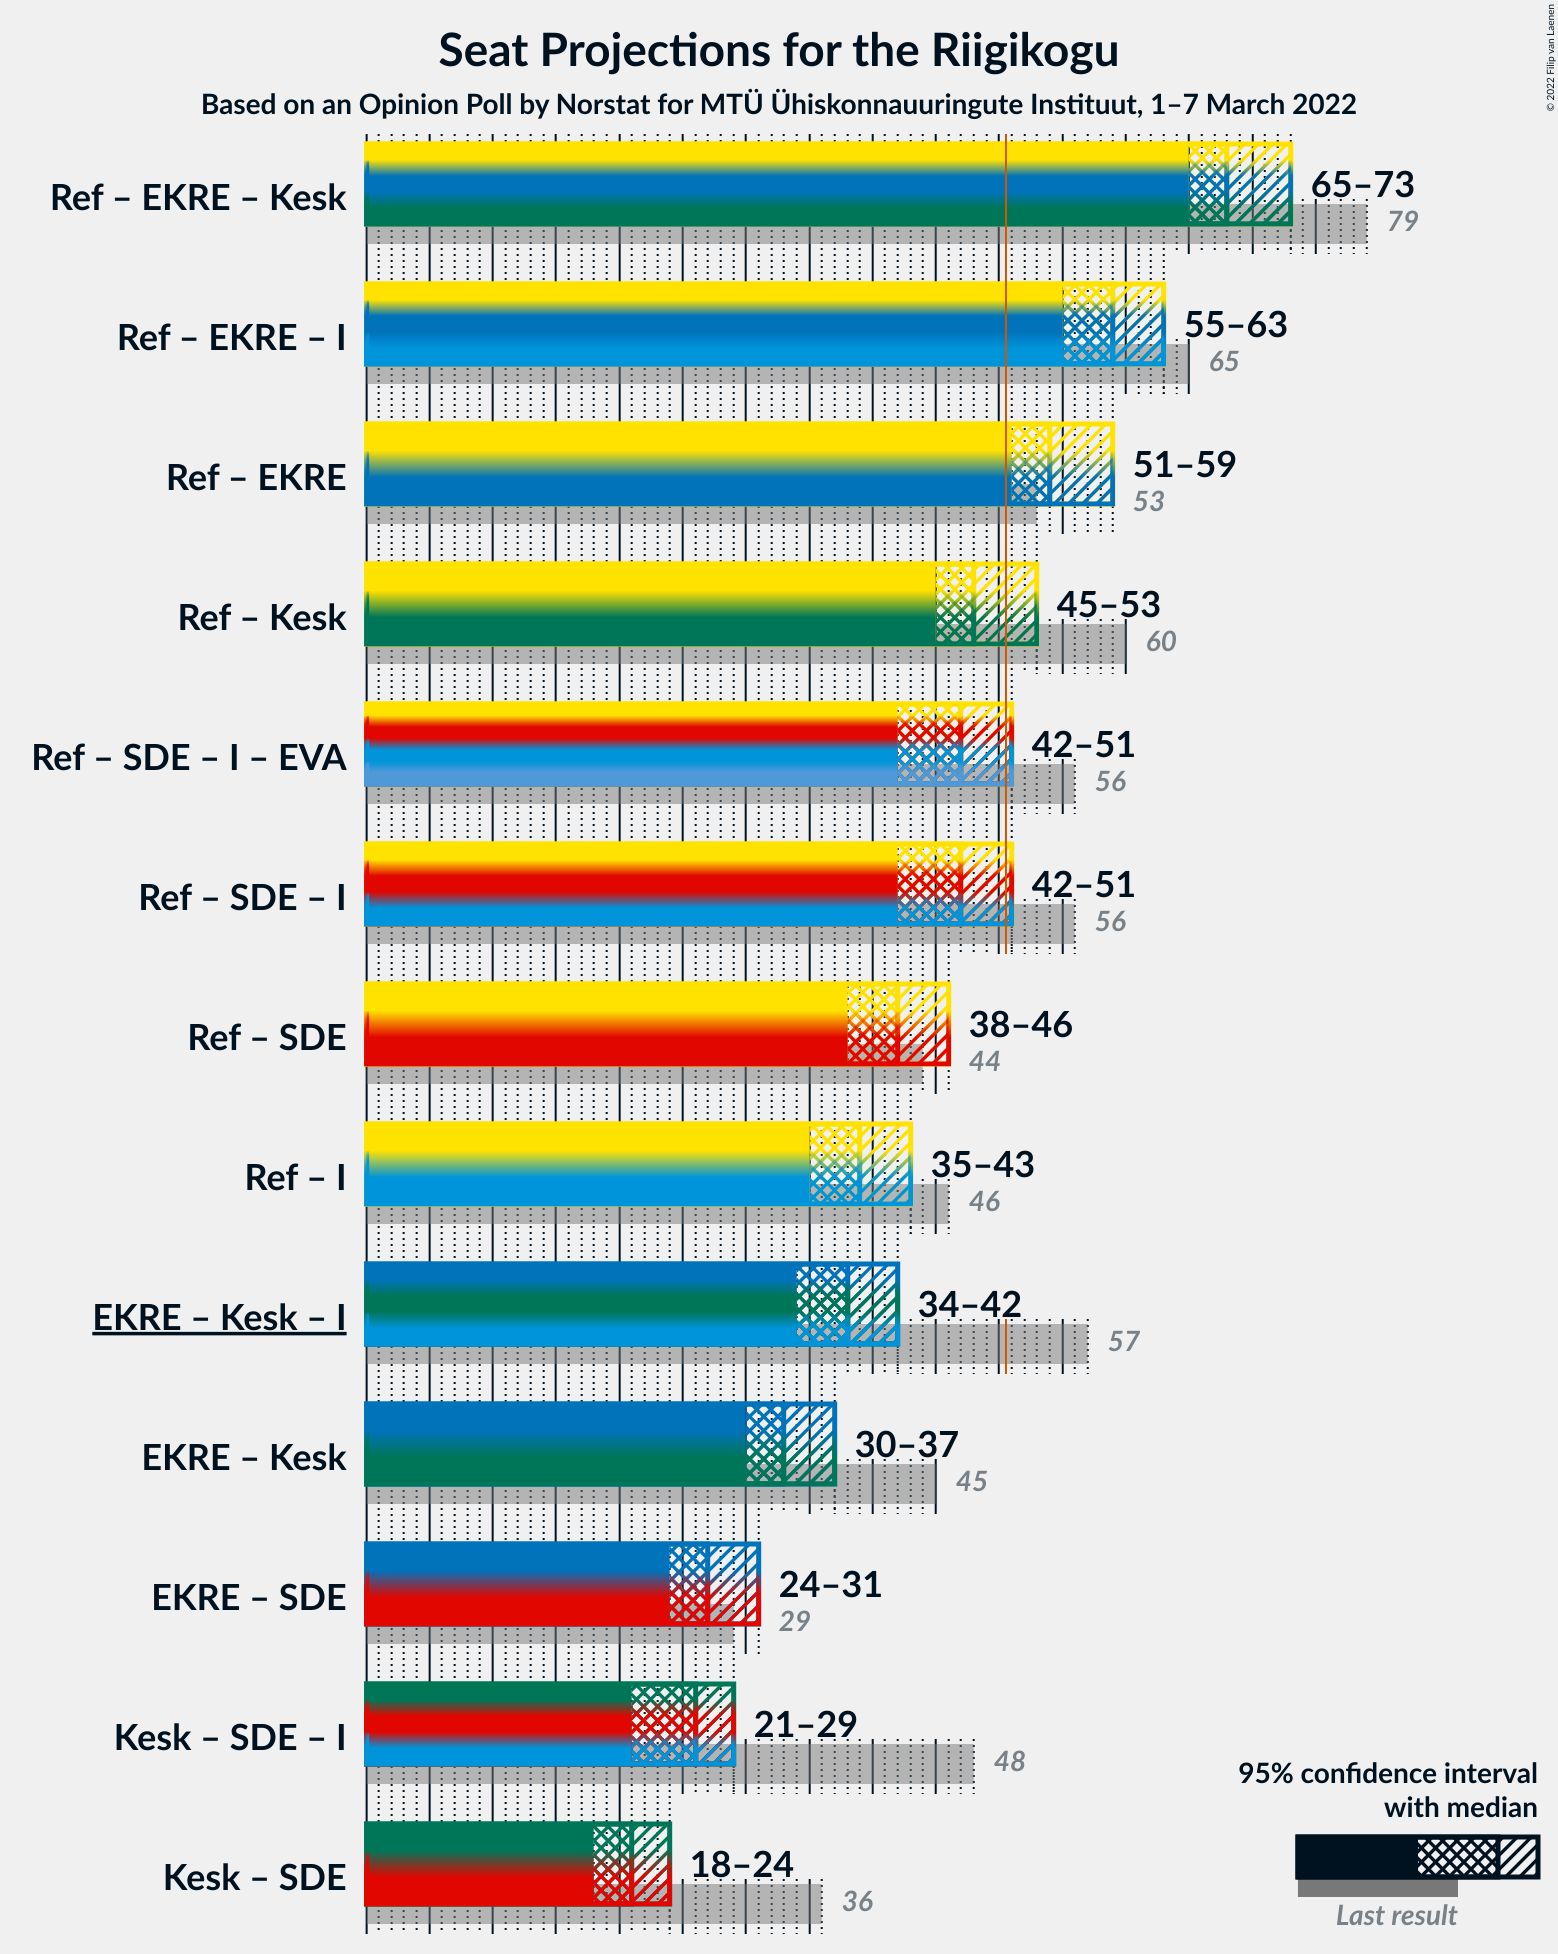 Seat Projections for the Riigikogu
Based on an Opinion Poll by Norstat for MTÜ Ühiskonnauuringute Instituut, 1–7 March 2022
© 2022 Filip van Laenen
Ref – EKRE – Kesk
65–73
79
Ref – EKRE – I
55–63
65
Ref – EKRE
51–59
53
Ref – Kesk
45–53
60
Ref – SDE – I – EVA
42–51
56
Ref – SDE – I
42–51
56
Ref – SDE
38–46
44
Ref – I
35–43
46
EKRE – Kesk – I
34–42
57
EKRE – Kesk
30–37
45
EKRE – SDE
24–31
29
Kesk – SDE – I
21–29
48
Kesk – SDE
18–24
36
95% confidence interval
with median
Last result